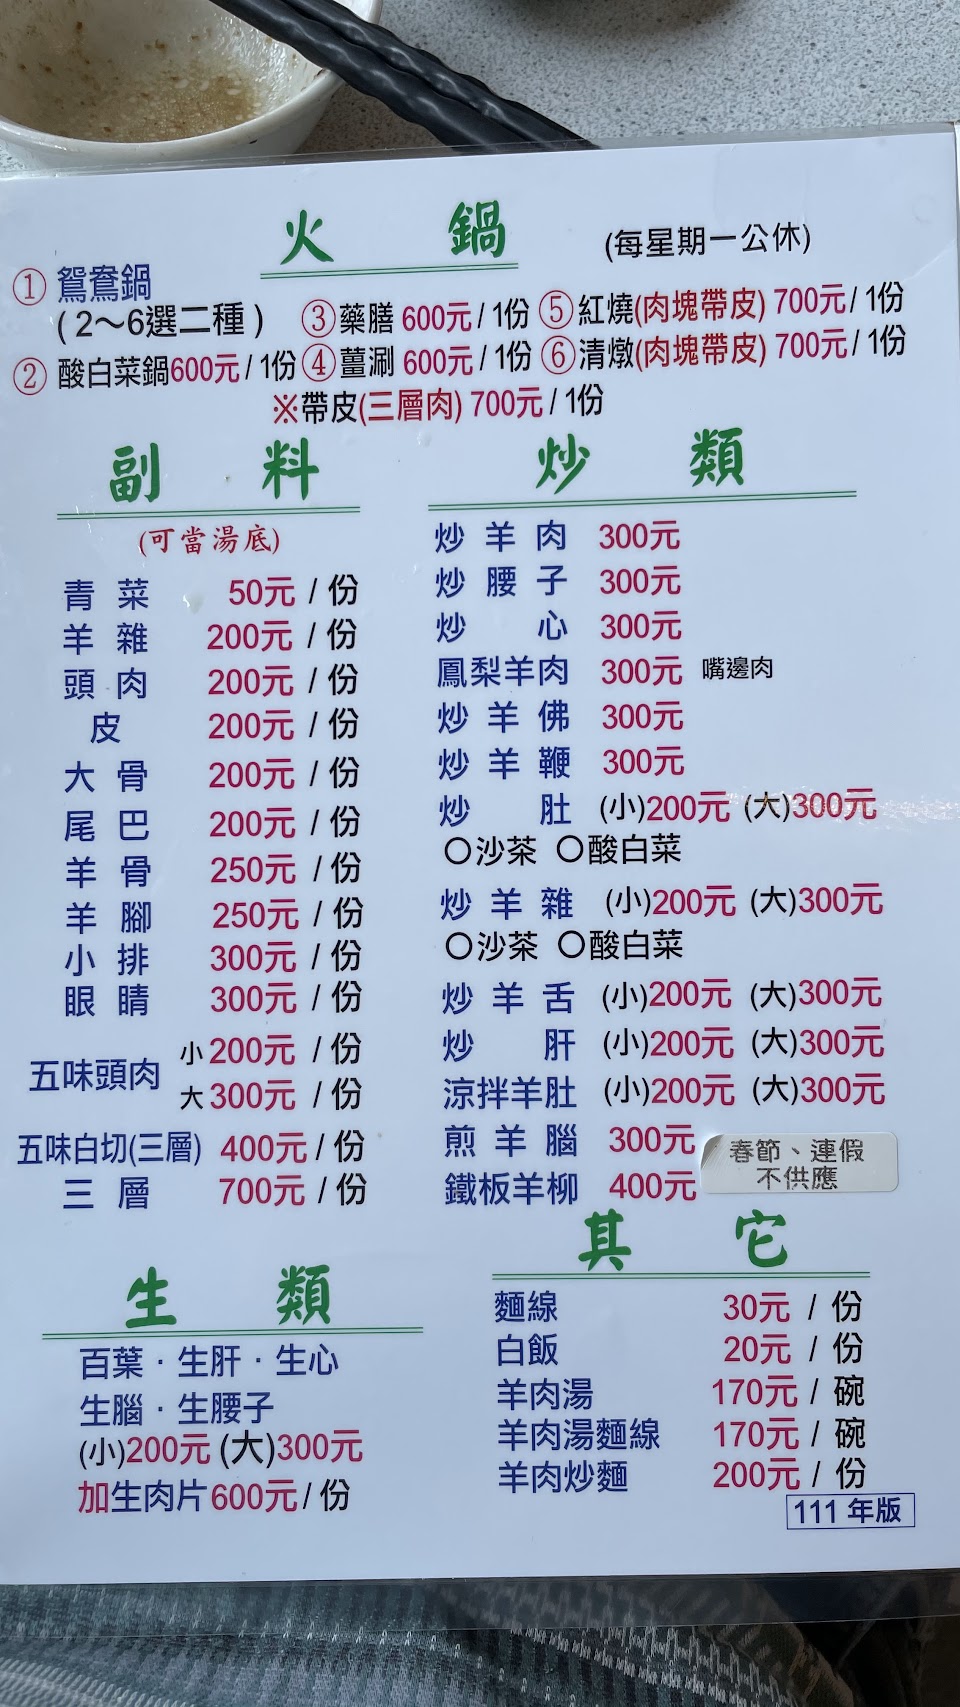 火鍋 (每星期一公休)
①鴛鴦鍋
(2～6選二種)
②酸白菜鍋600元/1份
③藥膳 600元/1份
④薑涮 600元/1份
⑤紅燒(肉塊帶皮) 700元/1份
⑥清燉(肉塊帶皮) 700元/1份
※帶皮(三層肉) 700元/1份
副料
(可當湯底)
青菜 50元/份
羊雜 200元/份
頭肉 200元/份
皮 200元/份
大骨 200元/份
尾巴 200元/份
羊骨 250元/份
羊腳 250元/份
小排 300元/份
眼睛 300元/份
五味頭肉 小200元/份
大300元/份
五味白切(三層) 400元/份
三層 700元/份
炒類
炒羊肉 300元
炒腰子 300元
炒心 300元
鳳梨羊肉 300元 嘴邊肉
炒羊佛 300元
炒羊鞭 300元
炒肚 (小)200元 (大)300元
○沙茶 ○酸白菜
炒羊雜 (小)200元 (大)300元
○沙茶 ○酸白菜
炒羊舌 (小)200元 (大)300元
炒肝 (小)200元 (大)300元
涼拌羊肚 (小)200元 (大)300元
煎羊腦 300元
鐵板羊柳 400元
春節、連假
不供應
生類
百葉·生肝·生心
生腦·生腰子
(小)200元 (大)300元
加生肉片600元/份
其它
麵線 30元/份
白飯 20元/份
羊肉湯 170元/碗
羊肉湯麵線 170元/碗
羊肉炒麵 200元/份
111年版